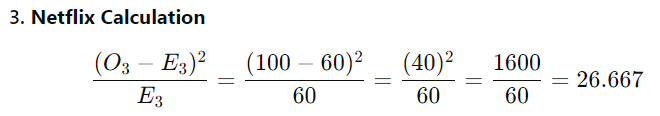 3. Netflix Calculation
(O₃ − E₃)²/E₃ = (100 − 60)²/60 = (40)²/60 = 1600/60 = 26.667